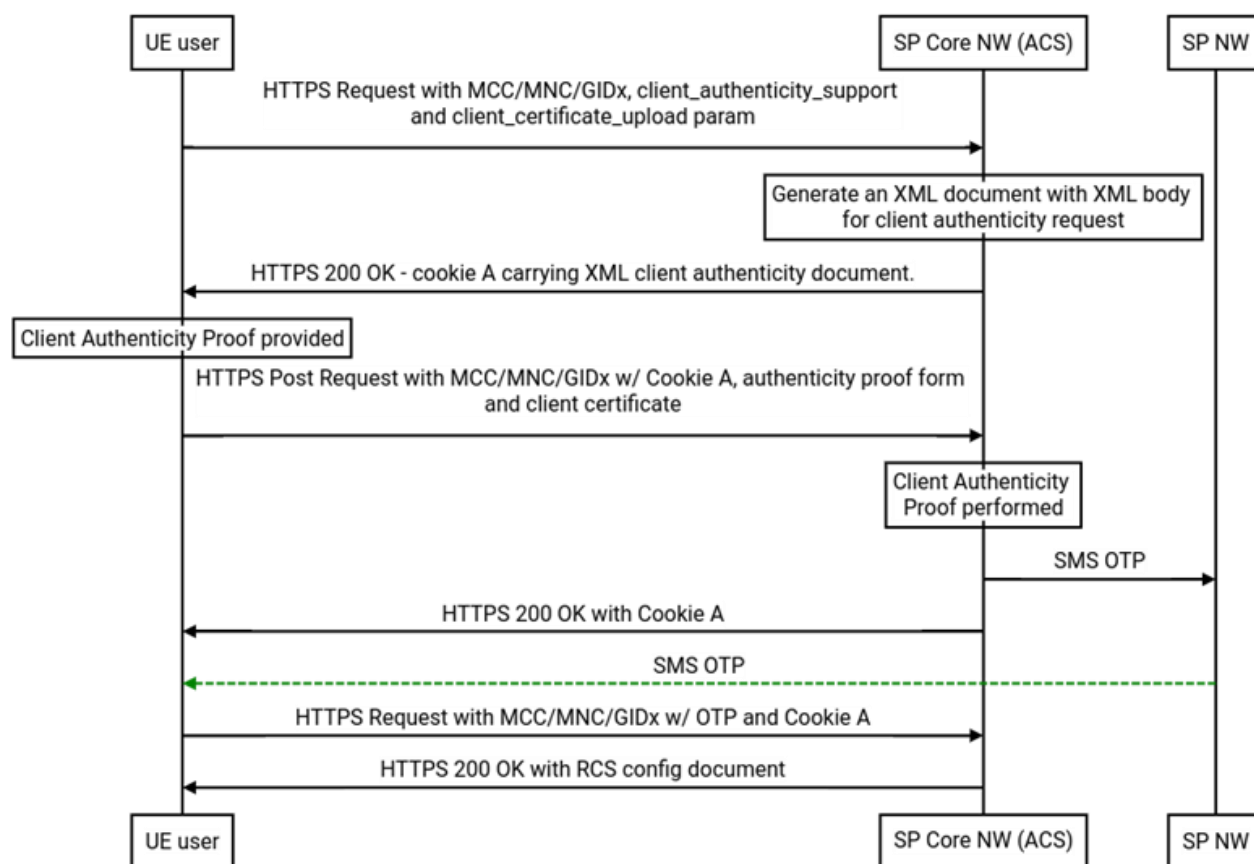 UE user
SP Core NW (ACS)
SP NW
HTTPS Request with MCC/MNC/GIDx, client_authenticity_support
and client_certificate_upload param
Generate an XML document with XML body
for client authenticity request
HTTPS 200 OK - cookie A carrying XML client authenticity document.
Client Authenticity Proof provided
HTTPS Post Request with MCC/MNC/GIDx w/ Cookie A, authenticity proof form
and client certificate
Client Authenticity
Proof performed
SMS OTP
HTTPS 200 OK with Cookie A
SMS OTP
HTTPS Request with MCC/MNC/GIDx w/ OTP and Cookie A
HTTPS 200 OK with RCS config document
UE user
SP Core NW (ACS)
SP NW